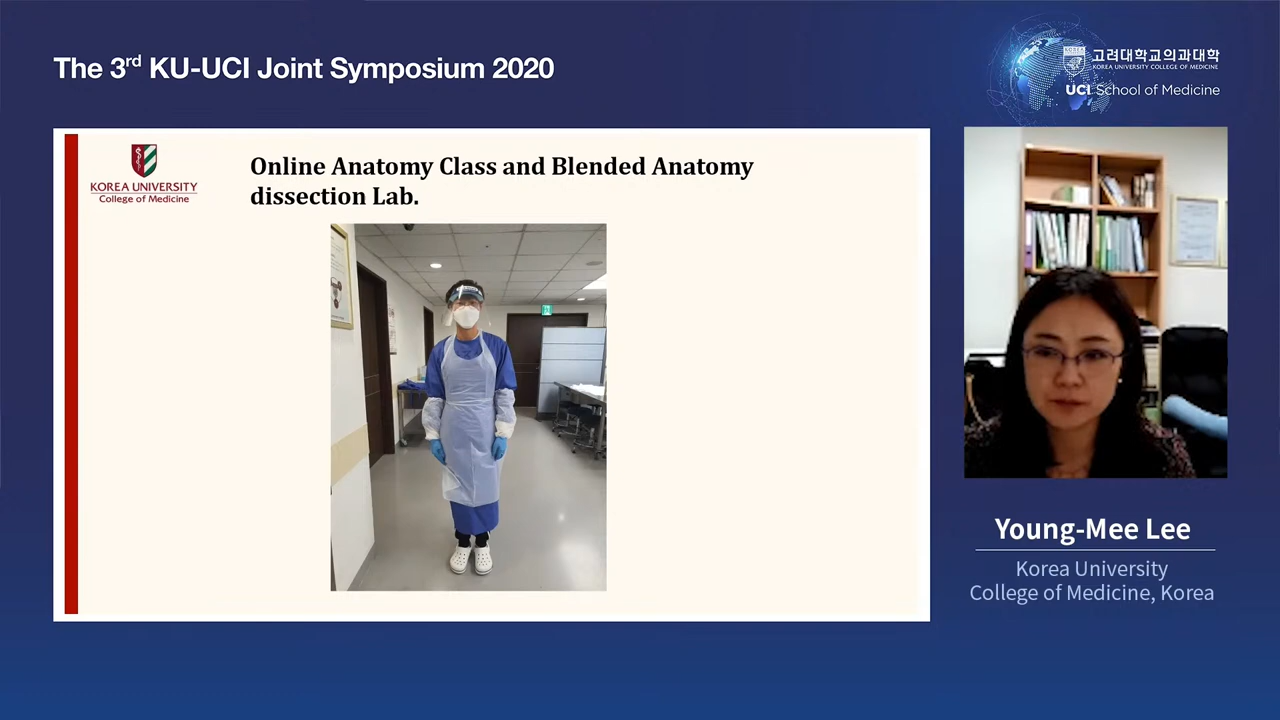 The 3rd KU-UCI Joint Symposium 2020
고려대학교의과대학
KOREA UNIVERSITY COLLEGE OF MEDICINE
UCI School of Medicine
KOREA UNIVERSITY
College of Medicine
Online Anatomy Class and Blended Anatomy
dissection Lab.
Young-Mee Lee
Korea University
College of Medicine, Korea